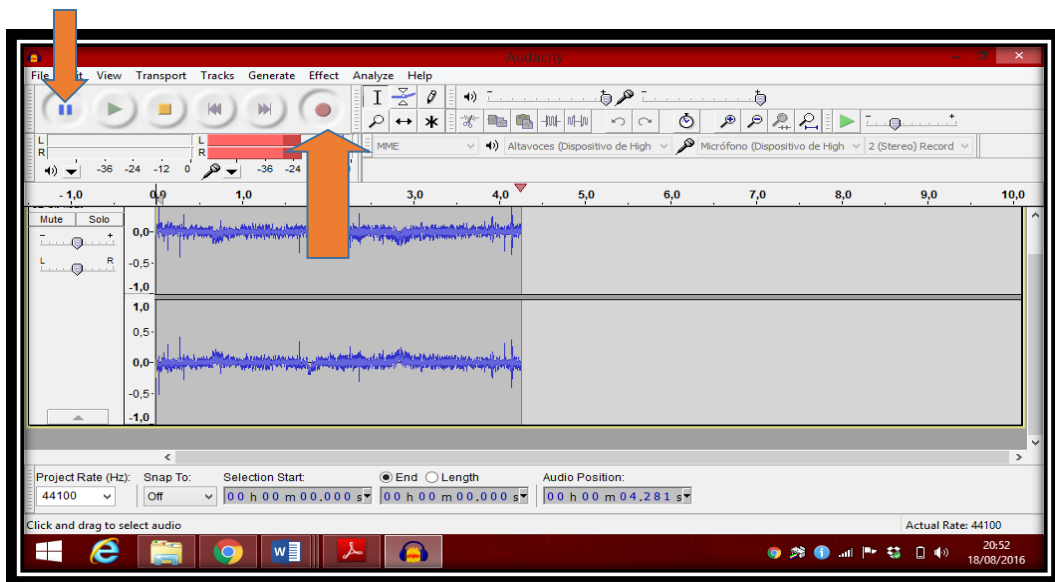 Audacity
File Edit View Transport Tracks Generate Effect Analyze Help
L
R
L
R
-36 -24 -12 0
-36 -24
MME
Altavoces (Dispositivo de High
Micrófono (Dispositivo de High
2 (Stereo) Record
- 1,0 0,0 1,0 3,0 4,0 5,0 6,0 7,0 8,0 9,0 10,0
Mute Solo
- +
L R
0,0-
-0,5-
-1,0
1,0
0,5-
0,0-
-0,5-
-1,0
Project Rate (Hz): Snap To: Selection Start: End Length Audio Position:
44100 Off 00 h 00 m 00.000 s 00 h 00 m 00.000 s 00 h 00 m 04.281 s
Click and drag to select audio
Actual Rate: 44100
20:52
18/08/2016